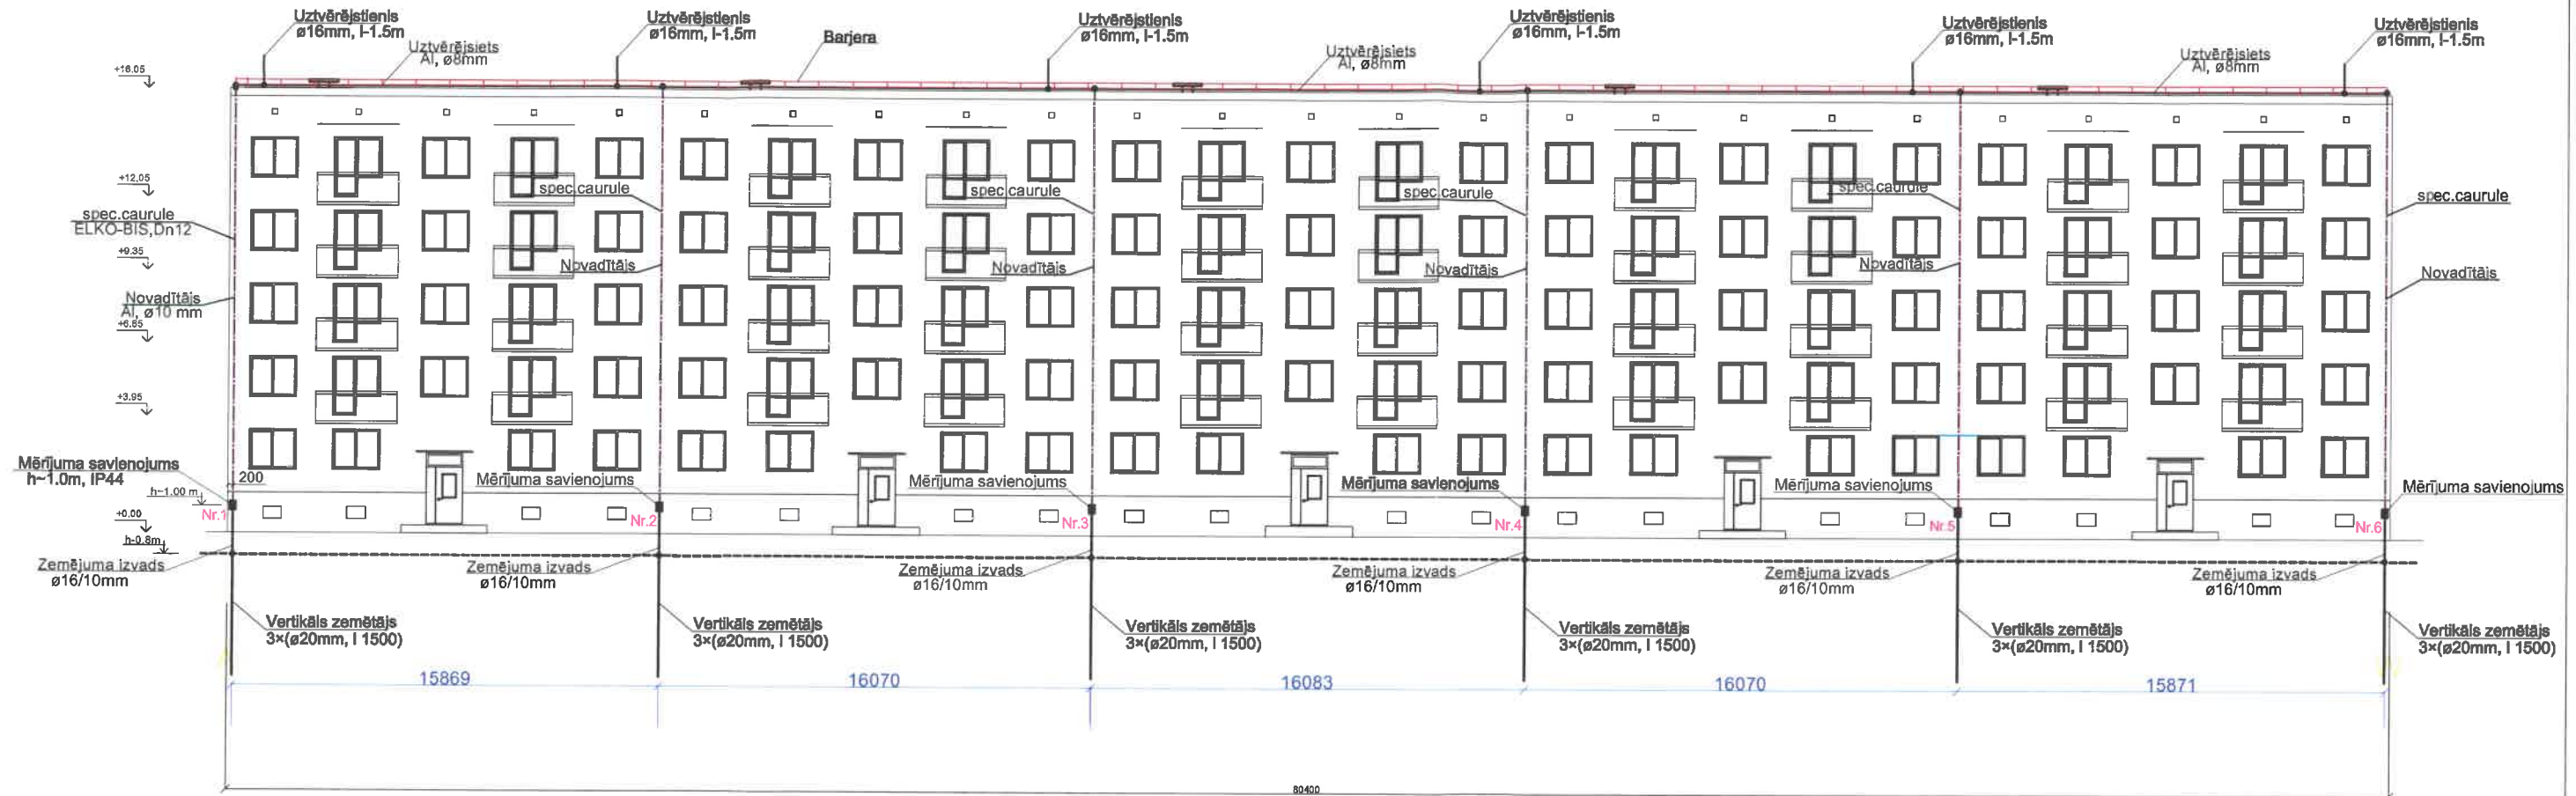 Uztvērējstienis
ø16mm, l-1.5m
Uztvērējsiets
Al, ø8mm
Uztvērējstienis
ø16mm, l-1.5m
Barjera
Uztvērējstienis
ø16mm, l-1.5m
Uztvērējsiets
Al, ø8mm
Uztvērējstienis
ø16mm, l-1.5m
Uztvērējstienis
ø16mm, l-1.5m
Uztvērējsiets
Al, ø8mm
Uztvērējstienis
ø16mm, l-1.5m
+16.05
+12,05
spec.caurule
ELKO-BIS,Dn12
+9.35
Novadītājs
Al, ø10 mm
+6.65
+3.95
spec.caurule
Novadītājs
spec.caurule
Novadītājs
spec.caurule
Novadītājs
spec.caurule
Novadītājs
spec.caurule
Novadītājs
Mērījuma savienojums
h~1.0m, IP44
200
h~1.00 m
Nr.1
+0.00
h-0.8m
Mērījuma savienojums
Nr.2
Mērījuma savienojums
Nr.3
Mērījuma savienojums
Nr.4
Mērījuma savienojums
Nr.5
Mērījuma savienojums
Nr.6
Zemējuma izvads
ø16/10mm
Zemējuma izvads
ø16/10mm
Zemējuma izvads
ø16/10mm
Zemējuma izvads
ø16/10mm
Zemējuma izvads
ø16/10mm
Zemējuma izvads
ø16/10mm
Vertikāls zemētājs
3×(ø20mm, l 1500)
Vertikāls zemētājs
3×(ø20mm, l 1500)
Vertikāls zemētājs
3×(ø20mm, l 1500)
Vertikāls zemētājs
3×(ø20mm, l 1500)
Vertikāls zemētājs
3×(ø20mm, l 1500)
Vertikāls zemētājs
3×(ø20mm, l 1500)
15869
16070
16083
16070
15871
80400